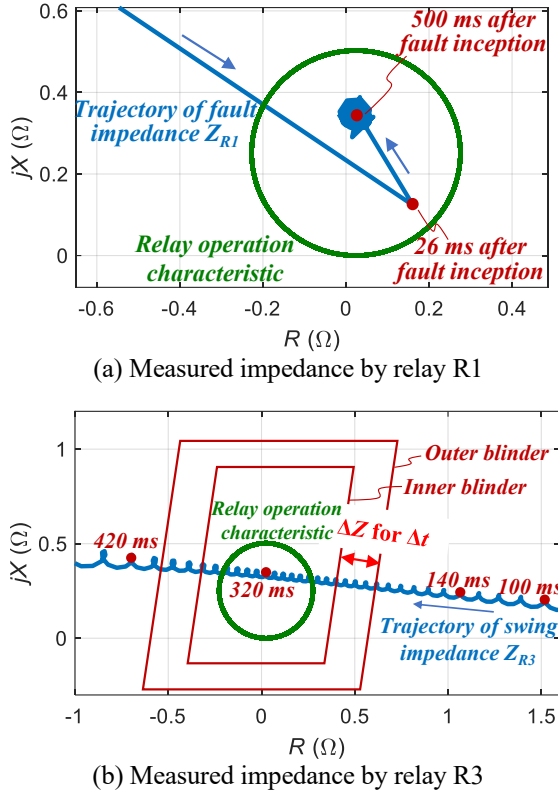 0.6
0.4
0.2
0
jX (Ω)
500 ms after
fault inception
Trajectory of fault
impedance Z_R1
Relay operation
characteristic
26 ms after
fault inception
-0.6 -0.4 -0.2 0 0.2 0.4
R (Ω)
(a) Measured impedance by relay R1
1
0.5
0
jX (Ω)
Outer blinder
Inner blinder
Relay operation
characteristic
ΔZ for Δt
420 ms
320 ms
140 ms
100 ms
Trajectory of swing
impedance Z_R3
-1 -0.5 0 0.5 1 1.5
R (Ω)
(b) Measured impedance by relay R3